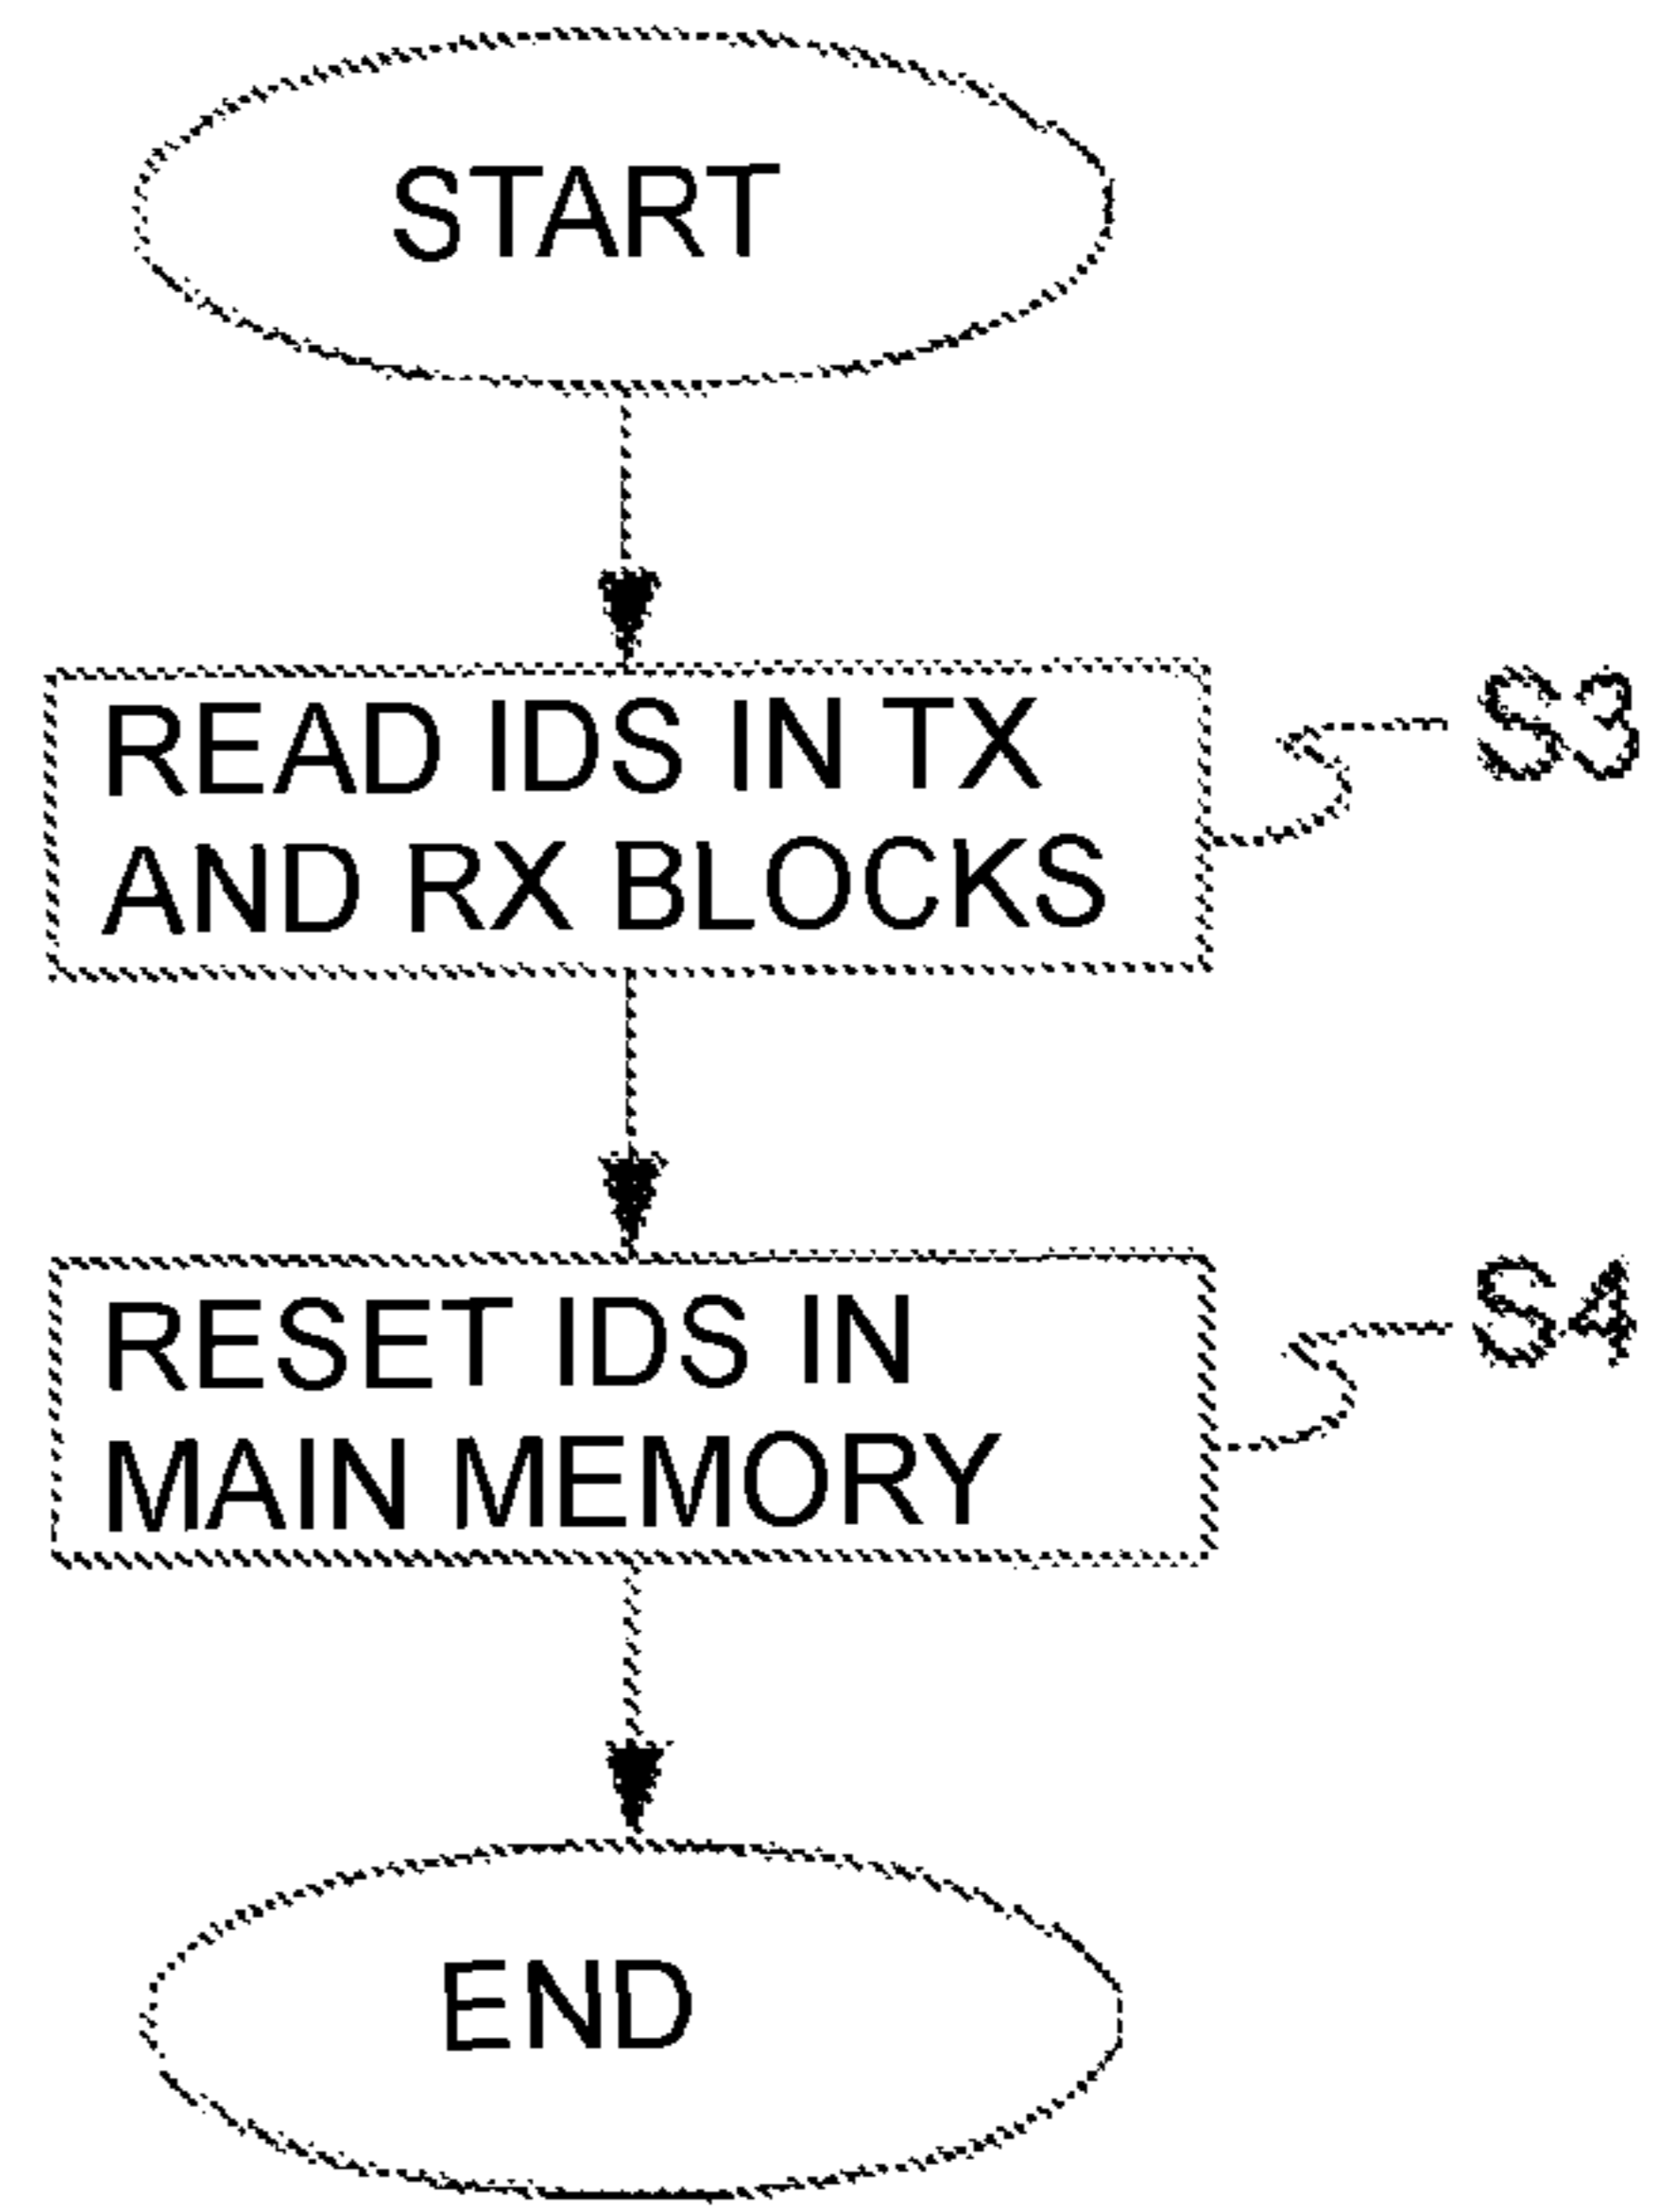 START
READ IDS IN TX
AND RX BLOCKS
S3
RESET IDS IN
MAIN MEMORY
S4
END